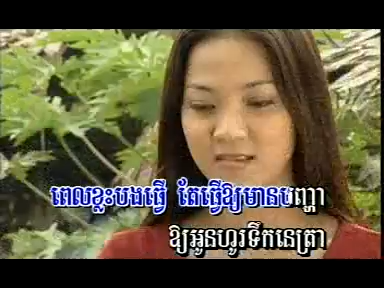 ពេលខ្លះបងធ្វើ តែធ្វើឱ្យមានបញ្ហា
ឱ្យអូនហូរទឹកនេត្រា